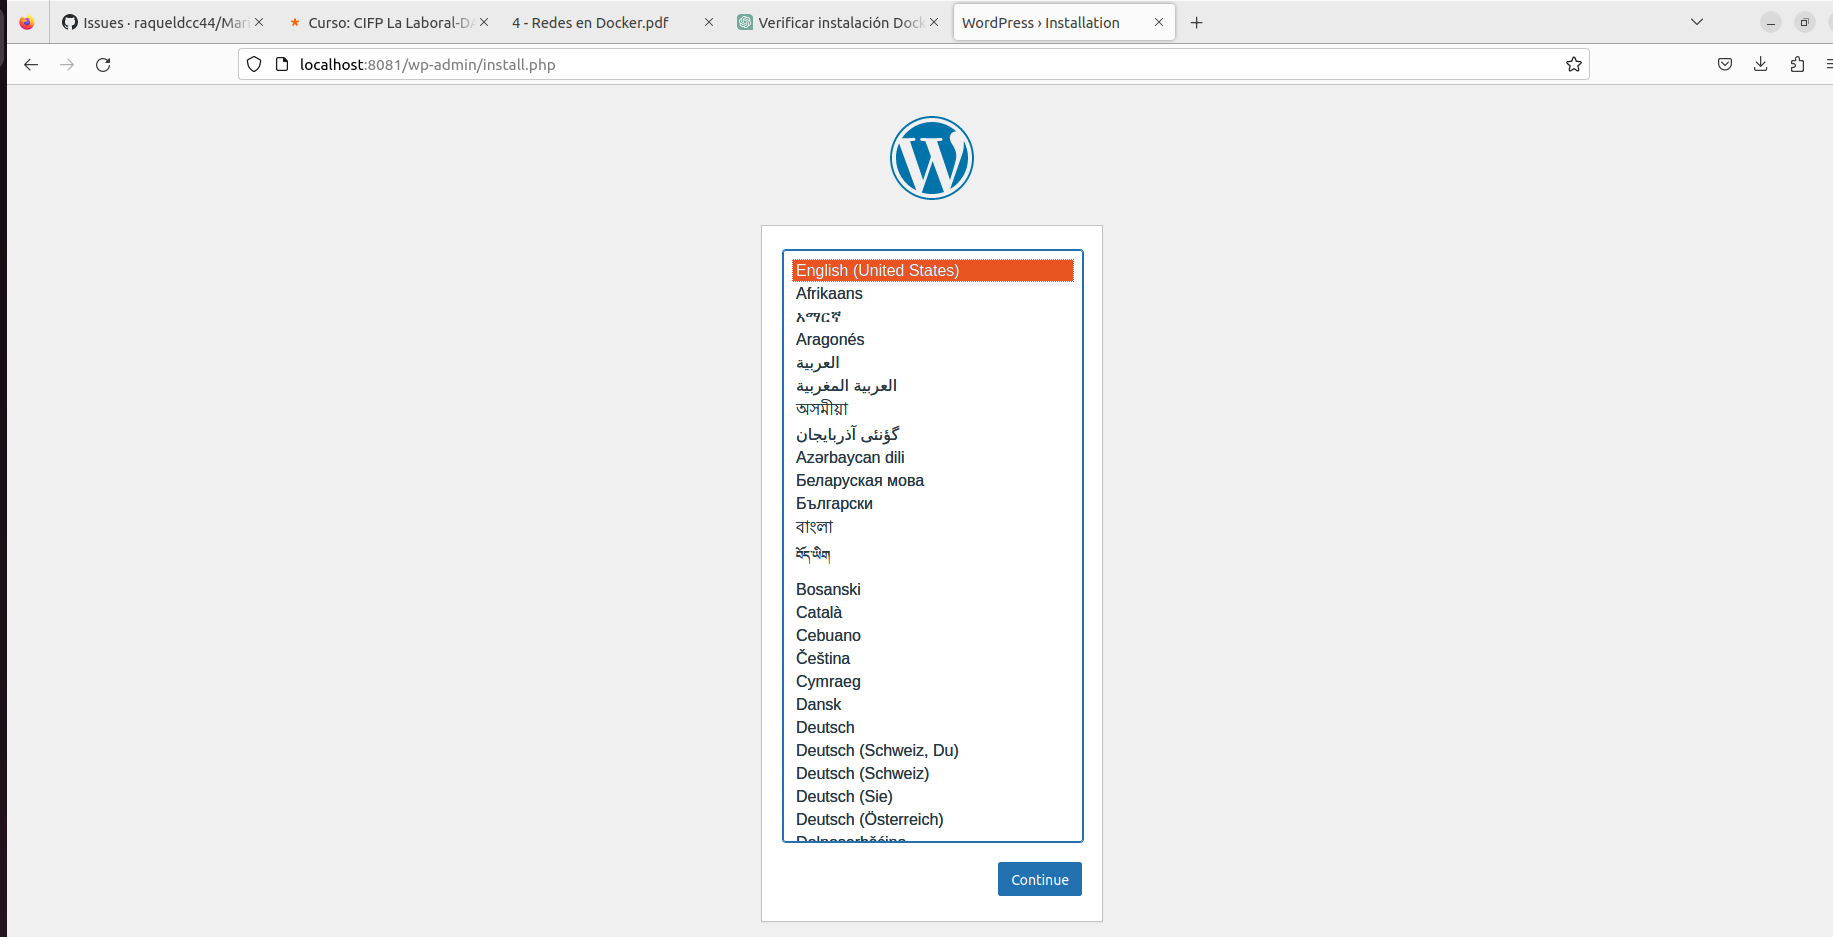 Issues · raqueldcc44/Mari
Curso: CIFP La Laboral-DA
4 - Redes en Docker.pdf
Verificar instalación Dock
WordPress › Installation
localhost:8081/wp-admin/install.php
English (United States)
Afrikaans
አማርኛ
Aragonés
العربية
العربية المغربية
অসমীয়া
گؤنئی آذربایجان
Azərbaycan dili
Беларуская мова
Български
বাংলা
བོད་ཡིག
Bosanski
Català
Cebuano
Čeština
Cymraeg
Dansk
Deutsch
Deutsch (Schweiz, Du)
Deutsch (Schweiz)
Deutsch (Sie)
Deutsch (Österreich)
Continue